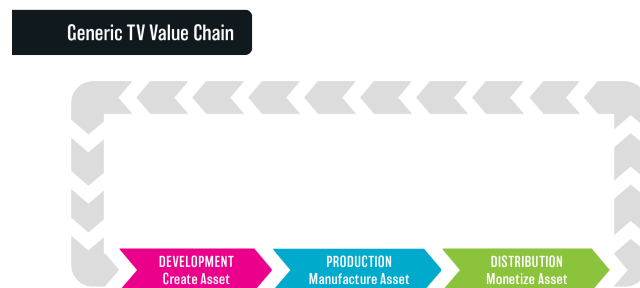 Generic TV Value Chain
DEVELOPMENT
Create Asset
PRODUCTION
Manufacture Asset
DISTRIBUTION
Monetize Asset